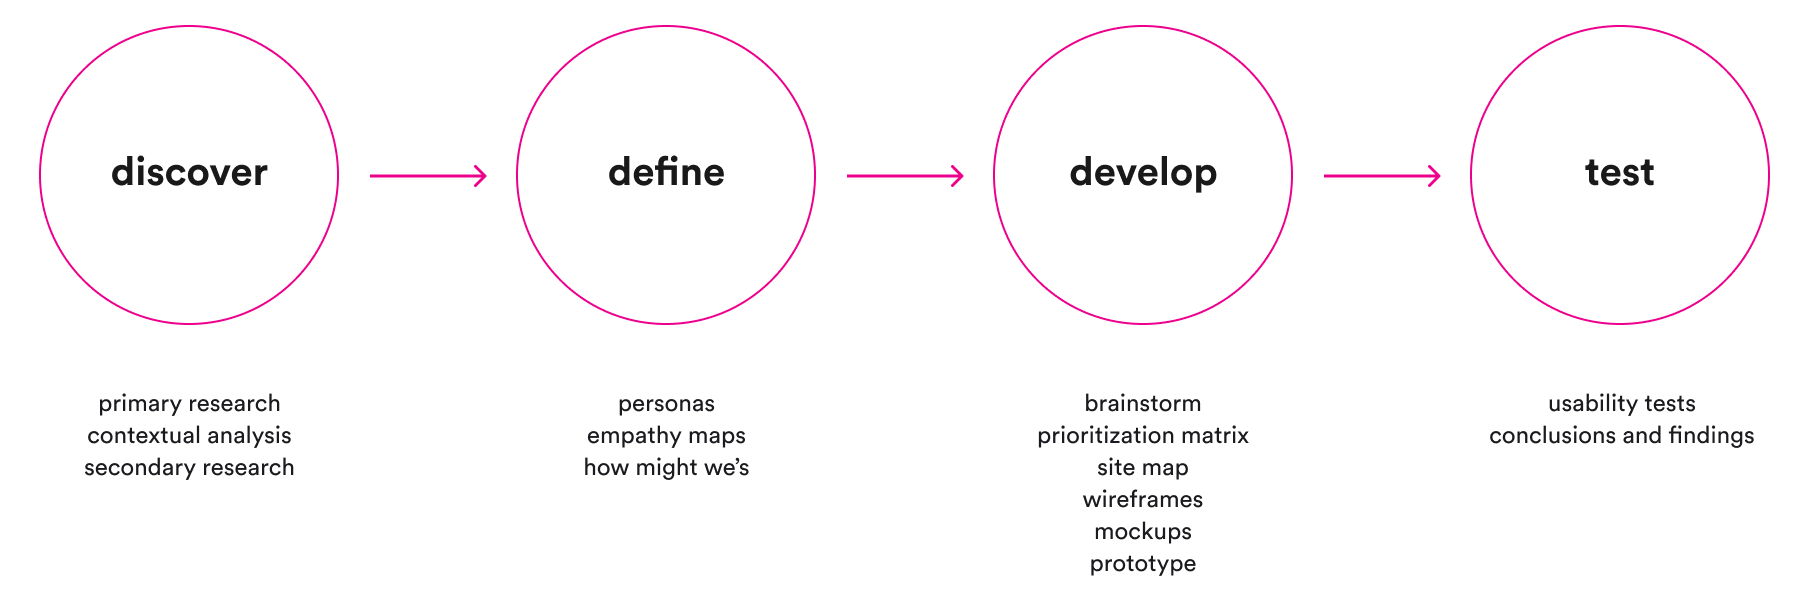 discover
define
develop
test
primary research
contextual analysis
secondary research
personas
empathy maps
how might we’s
brainstorm
prioritization matrix
site map
wireframes
mockups
prototype
usability tests
conclusions and findings